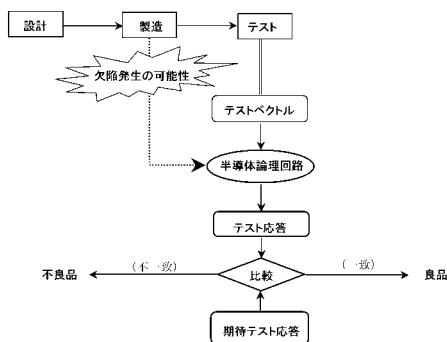 設計
製造
テスト
欠陥発生の可能性
テストベクトル
半導体論理回路
テスト応答
(不一致)
(一致)
不良品
比較
良品
期待テスト応答